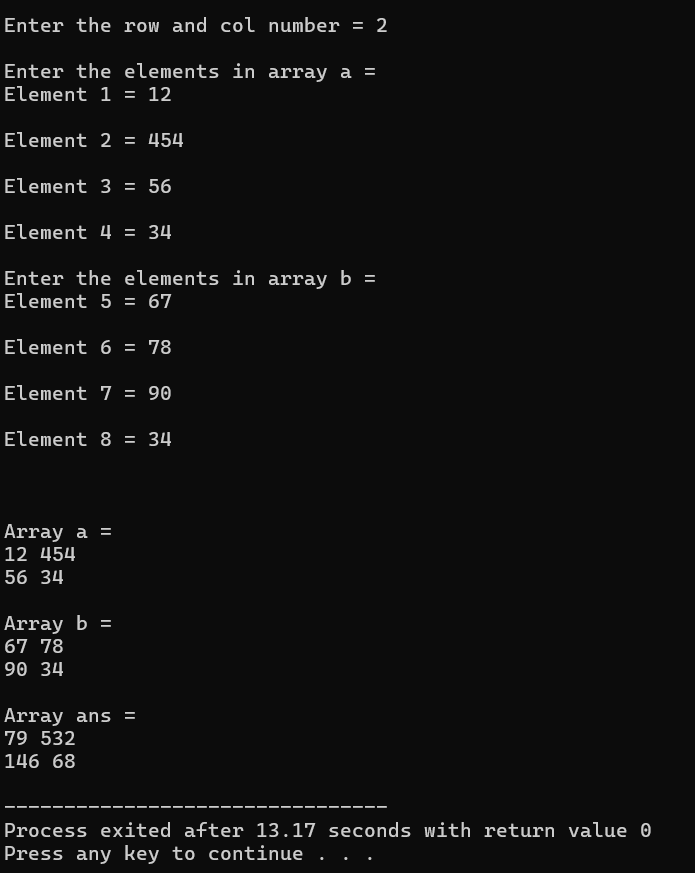 Enter the row and col number = 2
Enter the elements in array a =
Element 1 = 12
Element 2 = 454
Element 3 = 56
Element 4 = 34
Enter the elements in array b =
Element 5 = 67
Element 6 = 78
Element 7 = 90
Element 8 = 34
Array a =
12 454
56 34
Array b =
67 78
90 34
Array ans =
79 532
146 68
--------------------------------
Process exited after 13.17 seconds with return value 0
Press any key to continue . . .